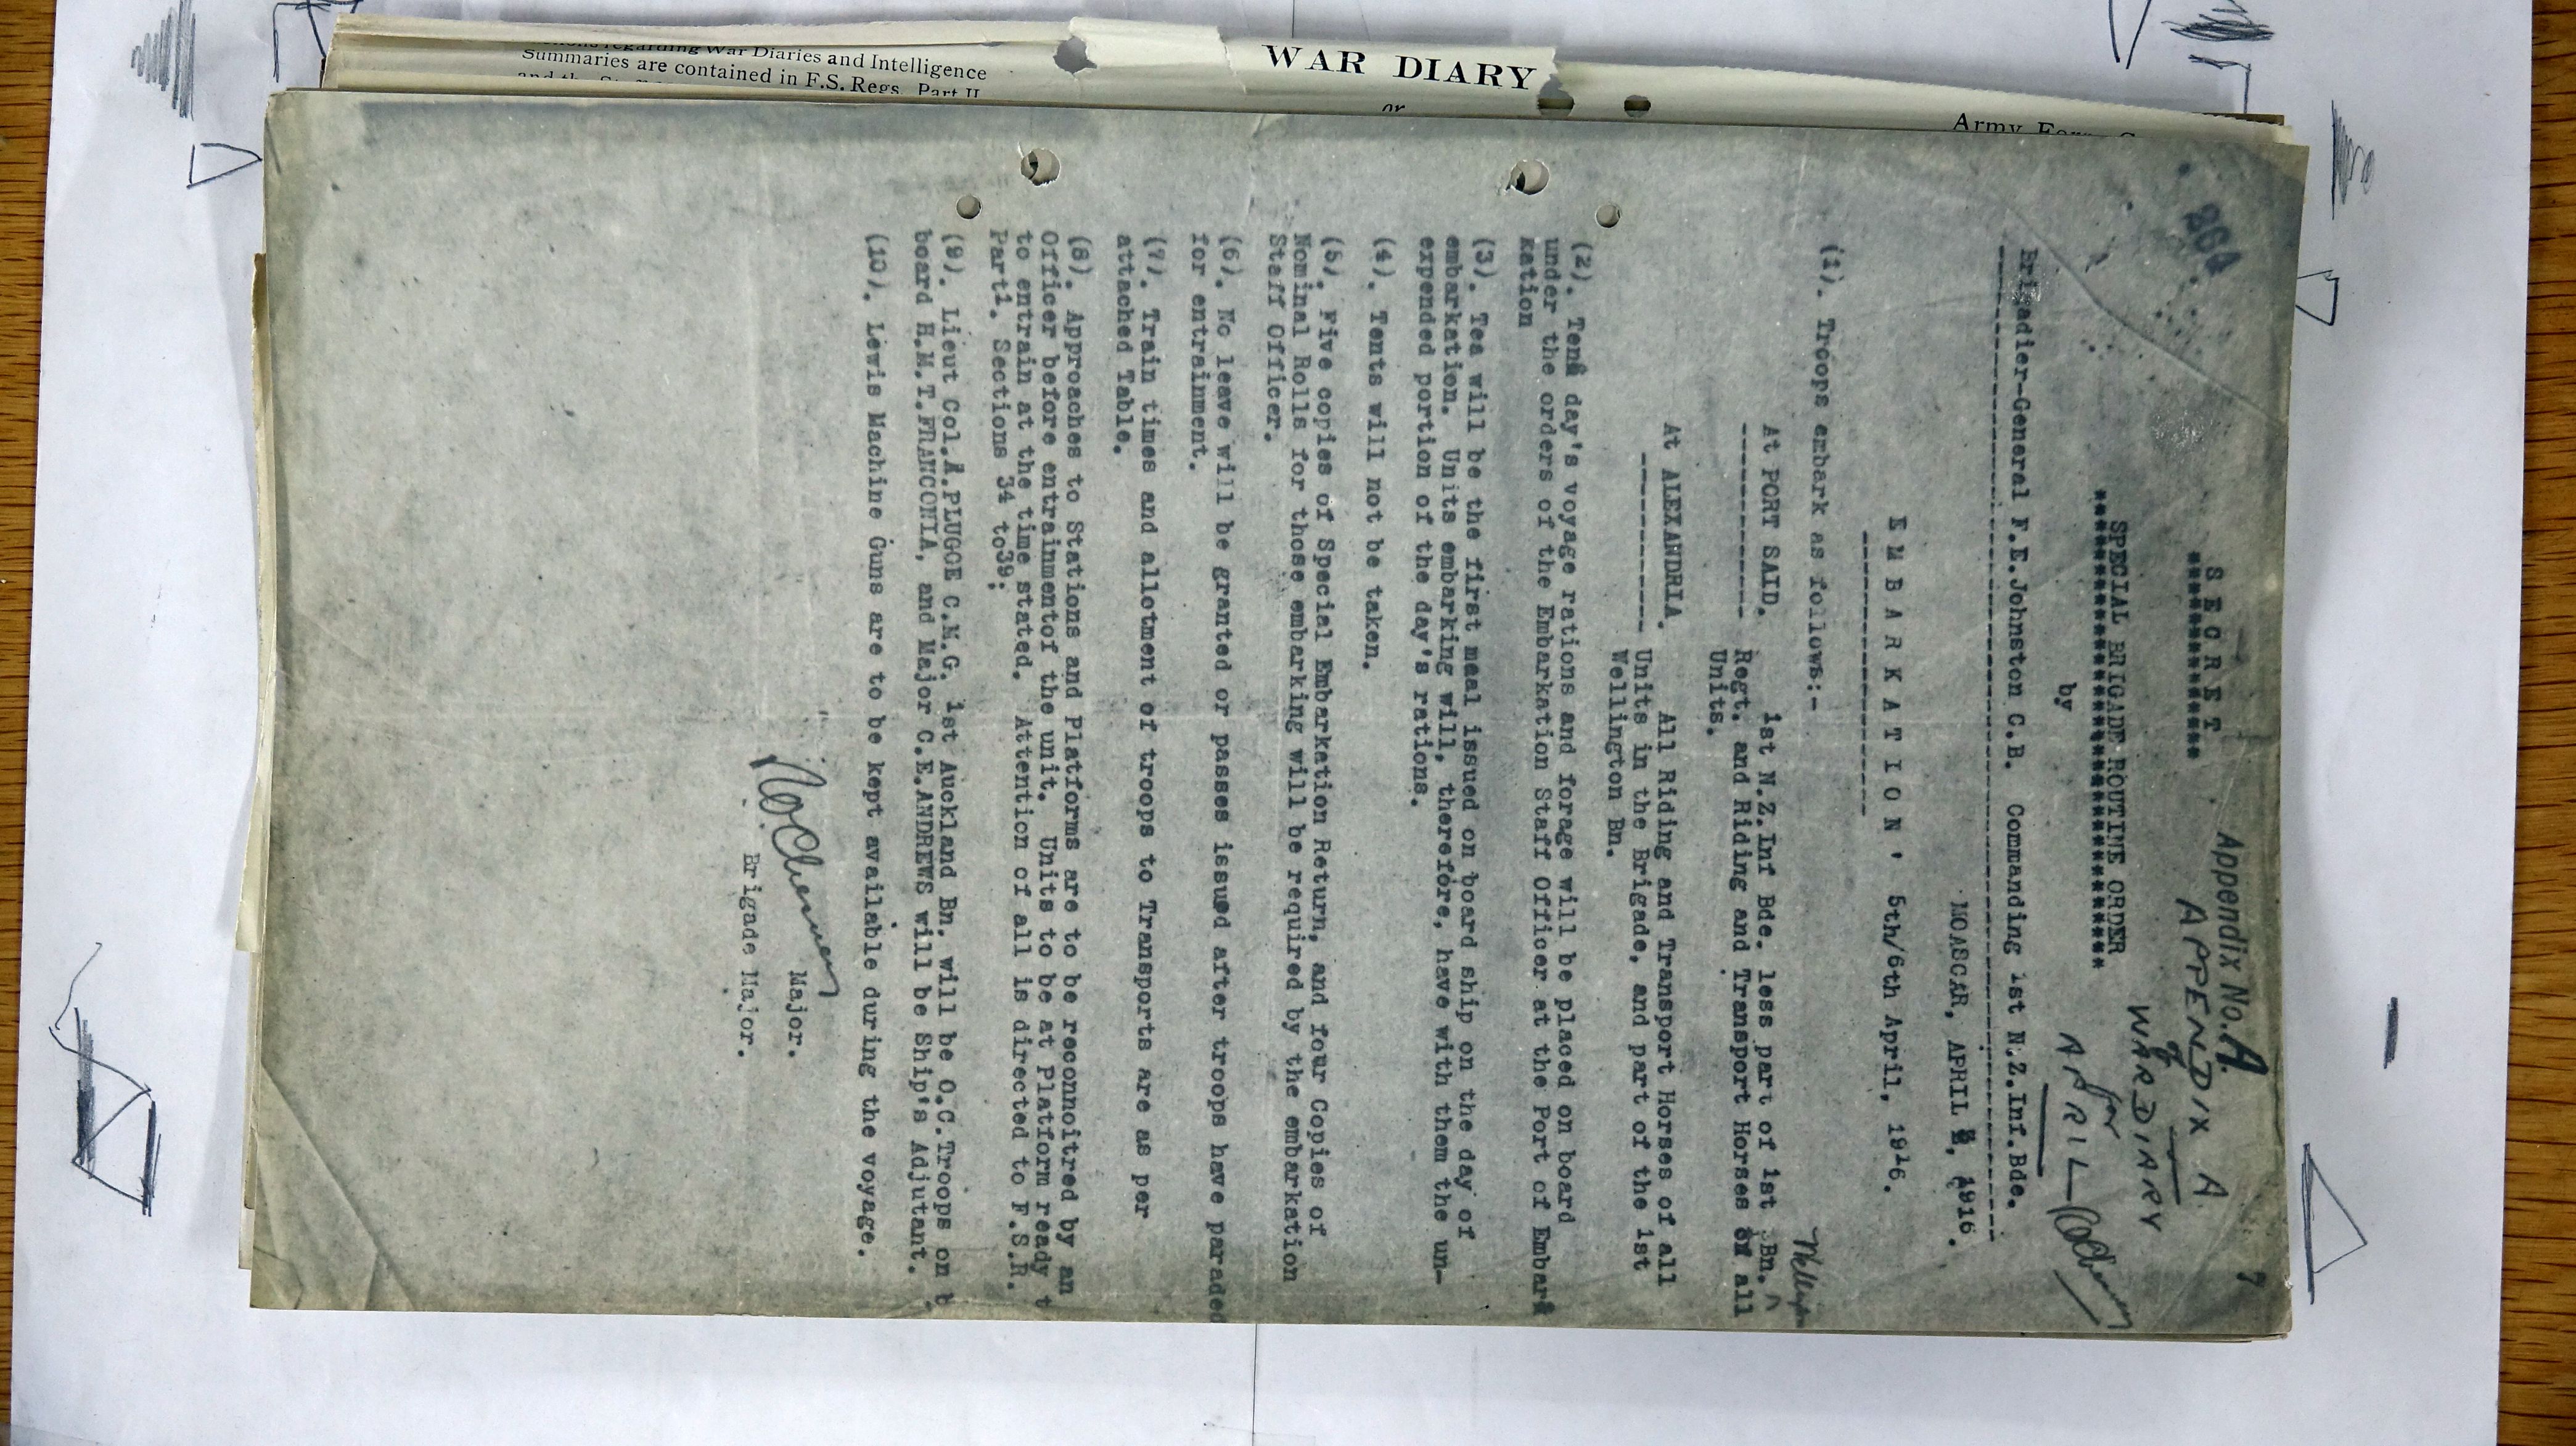 Summaries are contained in F.S. Regs. Part II
WAR DIARY
or
Army Form C
264
Appendix No. A.
7
S E C R E T
APPENDIX A
of
WAR DIARY
for
APRIL
SPECIAL BRIGADE ROUTINE ORDER
by
Brigadier-General F.E.Johnston C.B. Commanding 1st N.Z.Inf.Bde.
MOASCAR, APRIL , 1916.
E M B A R K A T I O N ' 5th/6th April, 1916.
(1). Troops embark as follows:-
At PORT SAID. 1st N.Z.Inf Bde. less part of 1st Bn.
Regt. and Riding and Transport Horses all
Units.
At ALEXANDRIA. All Riding and Transport Horses of all
Units in the Brigade, and part of the 1st
Wellington Bn.
(2). Ten day's voyage rations and forage will be placed on board
under the orders of the Embarkation Staff Officer at the Port of Embark
kation
(3). Tea will be the first meal issued on board ship on the day of
embarkation. Units embarking will, therefore, have with them the un-
expended portion of the day's rations.
(4). Tents will not be taken.
(5). Five copies of Special Embarkation Return, and four Copies of
Nominal Rolls for those embarking will be required by the embarkation
Staff Officer.
(6). No leave will be granted or passes issued after troops have paraded
for entrainment.
(7). Train times and allotment of troops to Transports are as per
attached Table.
(8). Approaches to Stations and Platforms are to be reconnoitred by an
Officer before entrainmentof the unit. Units to be at Platform ready t
to entrain at the time stated. Attention of all is directed to F.S.R.
Part1. Sections 34 to39;
(9). Lieut Col.A.PLUGGE C.M.G. 1st Auckland Bn. will be O.C.Troops on b
board H.M.T.FRANCONIA, and Major C.E.ANDREWS will be Ship's Adjutant.
(10). Lewis Machine Guns are to be kept available during the voyage.
Major.
Brigade Major.